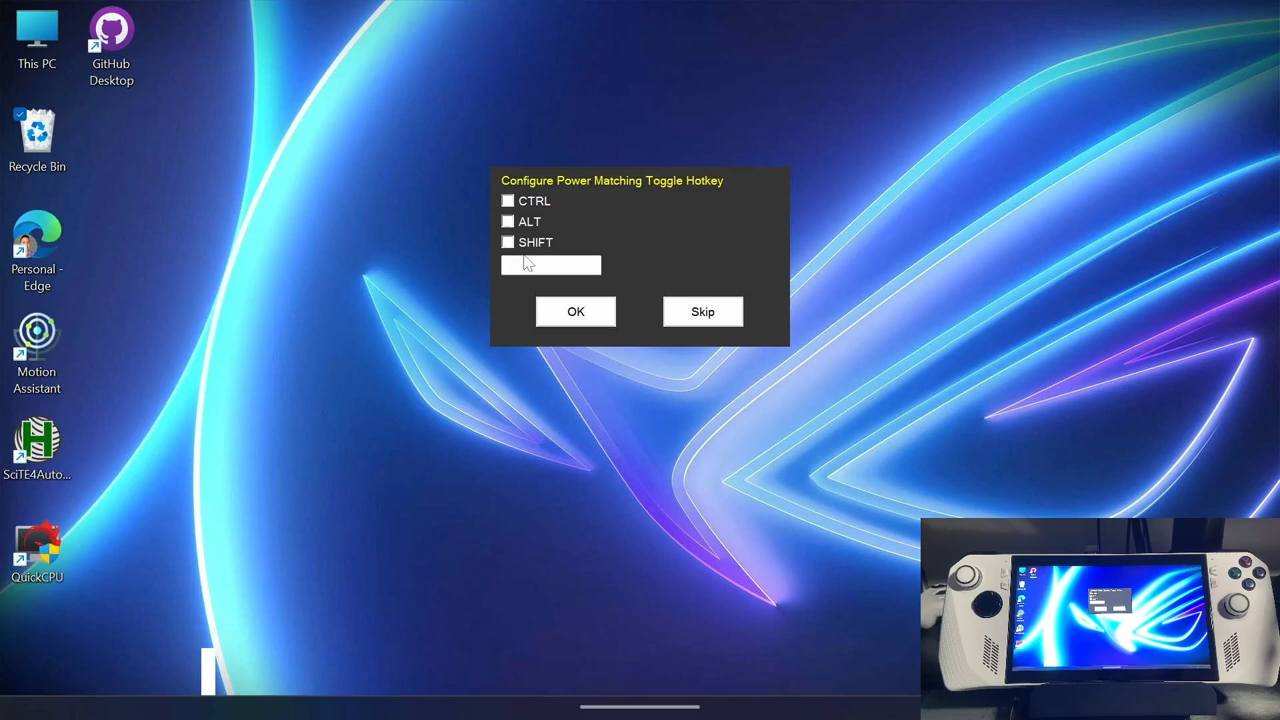 This PC
GitHub
Desktop
Recycle Bin
Personal -
Edge
Motion
Assistant
SciTE4Auto...
QuickCPU
Configure Power Matching Toggle Hotkey
CTRL
ALT
SHIFT
OK
Skip